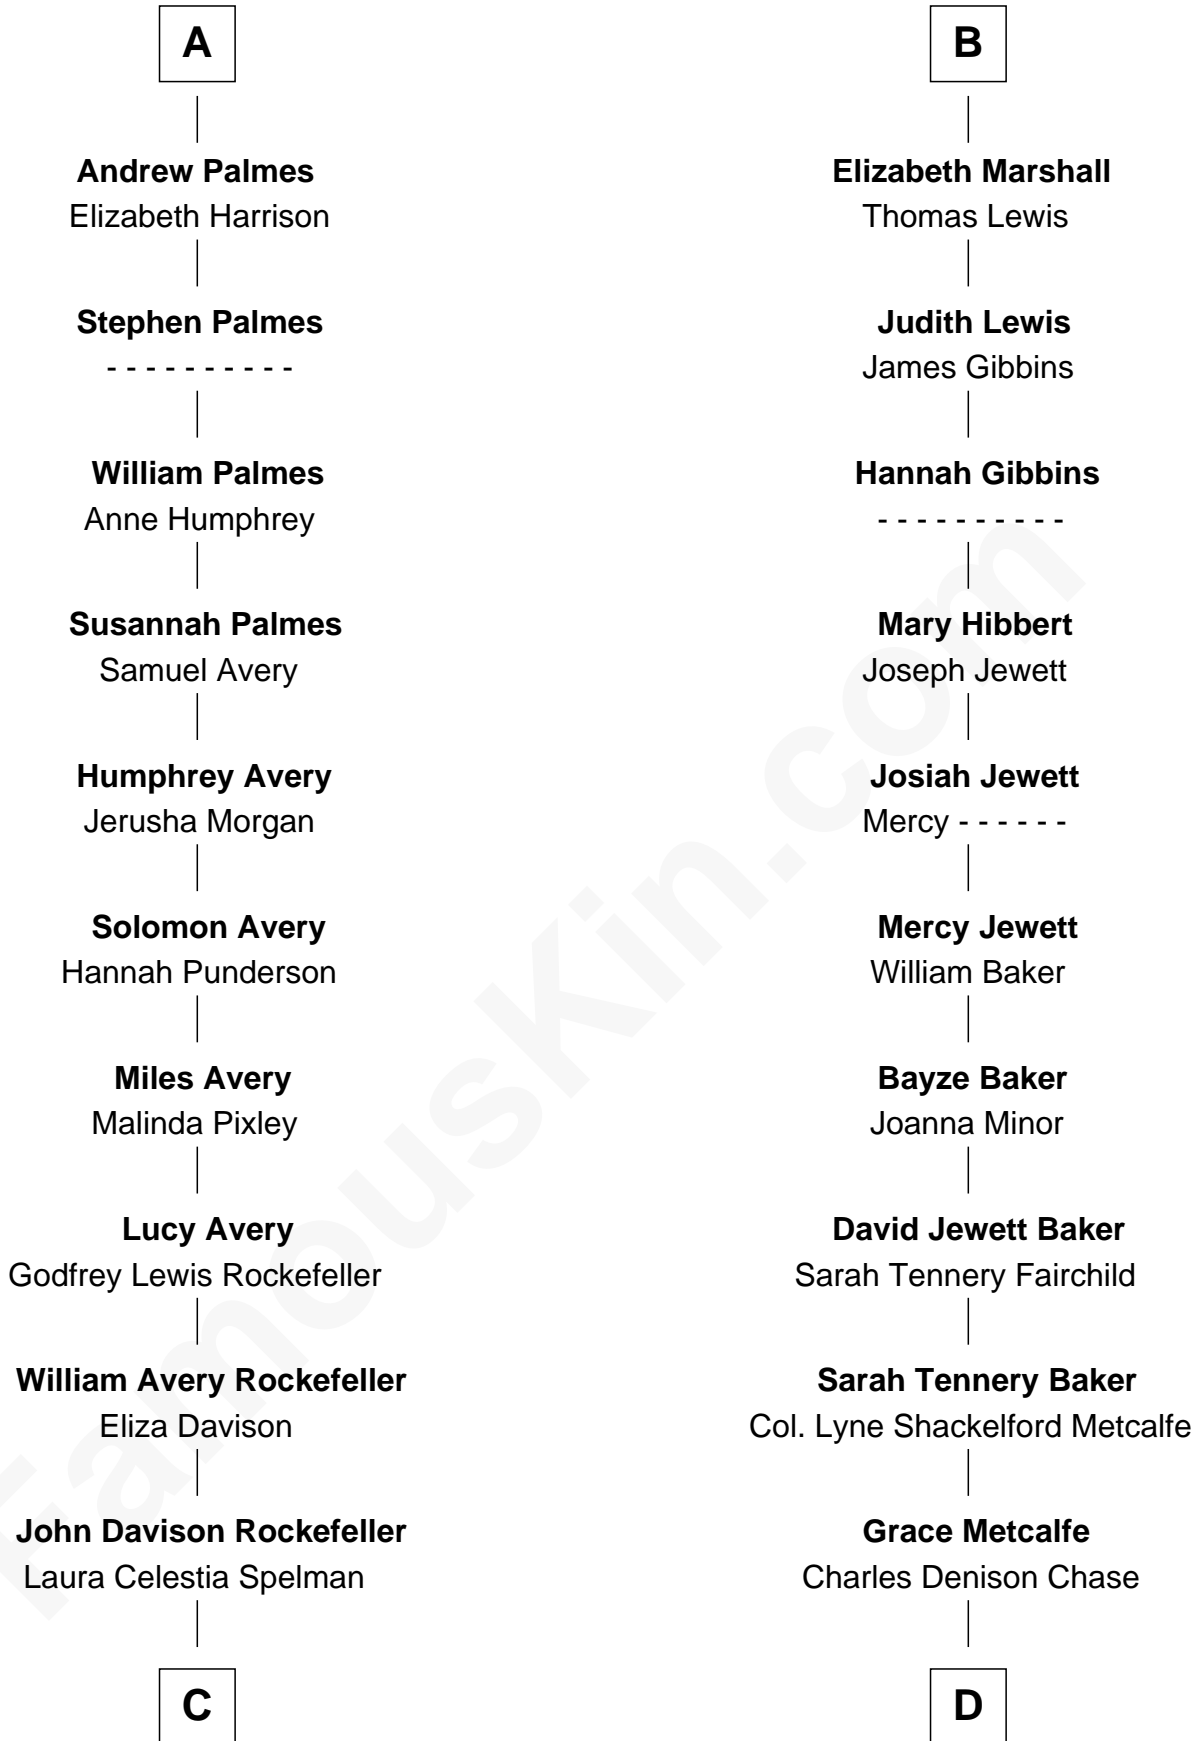 A
Andrew Palmes
Elizabeth Harrison
Stephen Palmes
- - - - - - - - - -
William Palmes
Anne Humphrey
Susannah Palmes
Samuel Avery
Humphrey Avery
Jerusha Morgan
Solomon Avery
Hannah Punderson
Miles Avery
Malinda Pixley
Lucy Avery
Godfrey Lewis Rockefeller
William Avery Rockefeller
Eliza Davison
John Davison Rockefeller
Laura Celestia Spelman
C
B
Elizabeth Marshall
Thomas Lewis
Judith Lewis
James Gibbins
Hannah Gibbins
- - - - - - - - - -
Mary Hibbert
Joseph Jewett
Josiah Jewett
Mercy - - - - - -
Mercy Jewett
William Baker
Bayze Baker
Joanna Minor
David Jewett Baker
Sarah Tennery Fairchild
Sarah Tennery Baker
Col. Lyne Shackelford Metcalfe
Grace Metcalfe
Charles Denison Chase
D
FamousKin.com